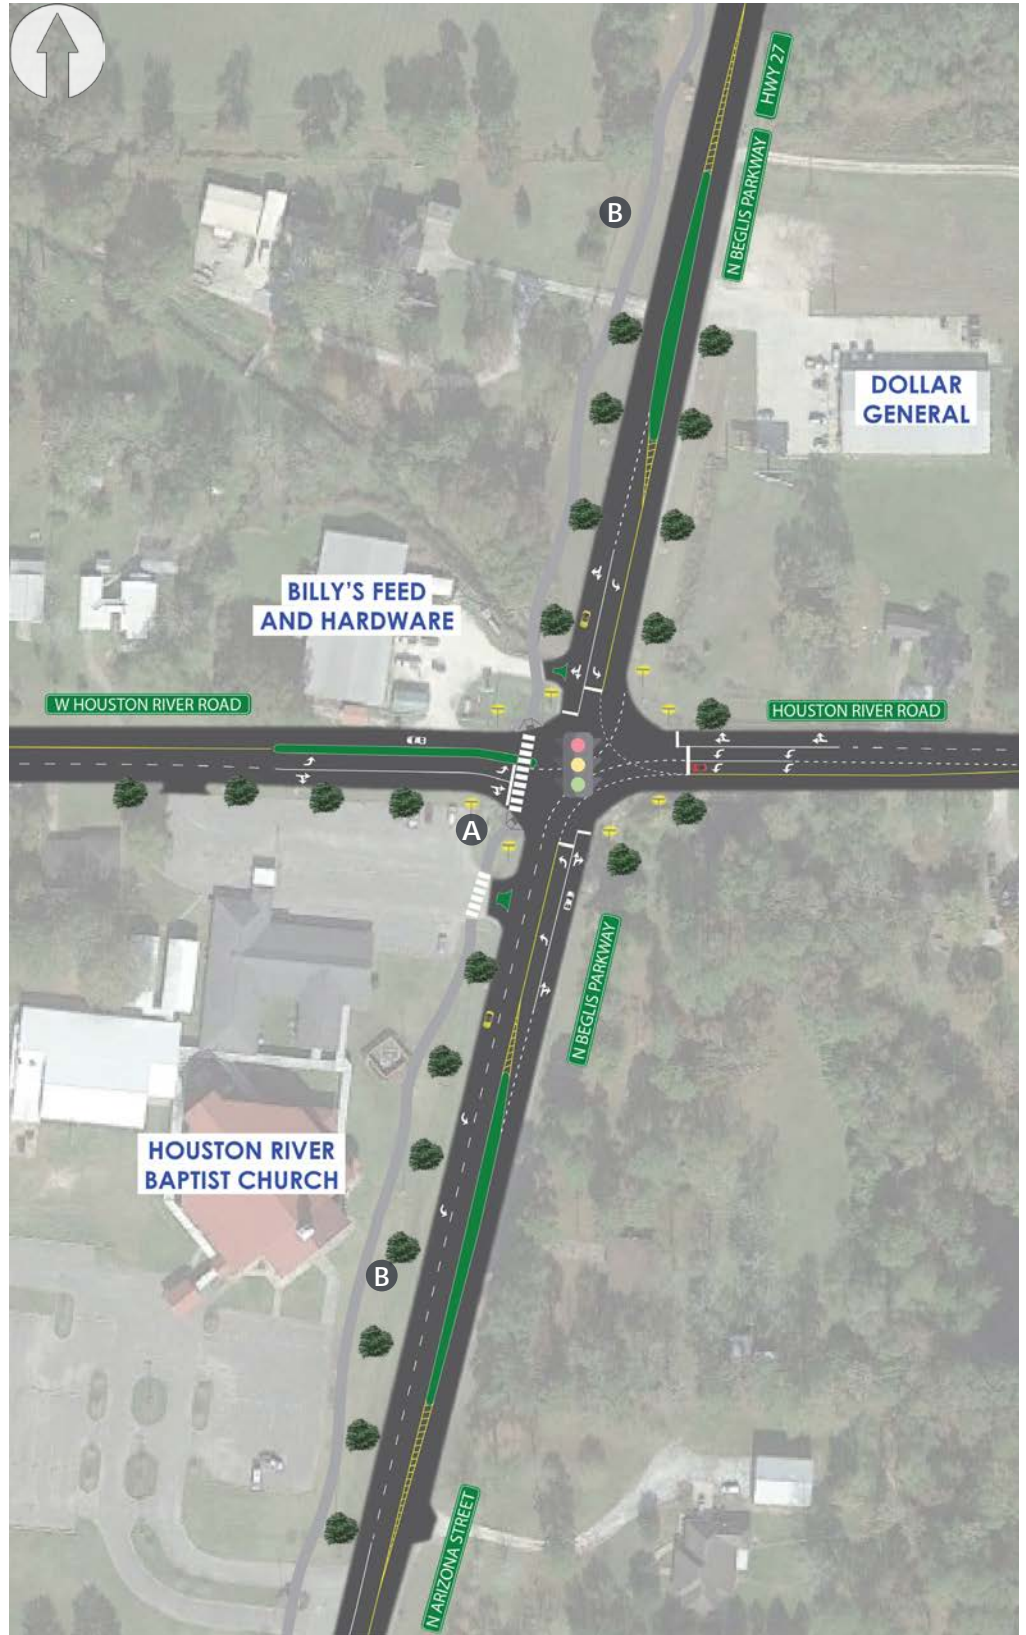 HWY 27
N BEGLIS PARKWAY
B
DOLLAR
GENERAL
BILLY'S FEED
AND HARDWARE
W HOUSTON RIVER ROAD
HOUSTON RIVER ROAD
A
N BEGLIS PARKWAY
HOUSTON RIVER
BAPTIST CHURCH
B
N ARIZONA STREET